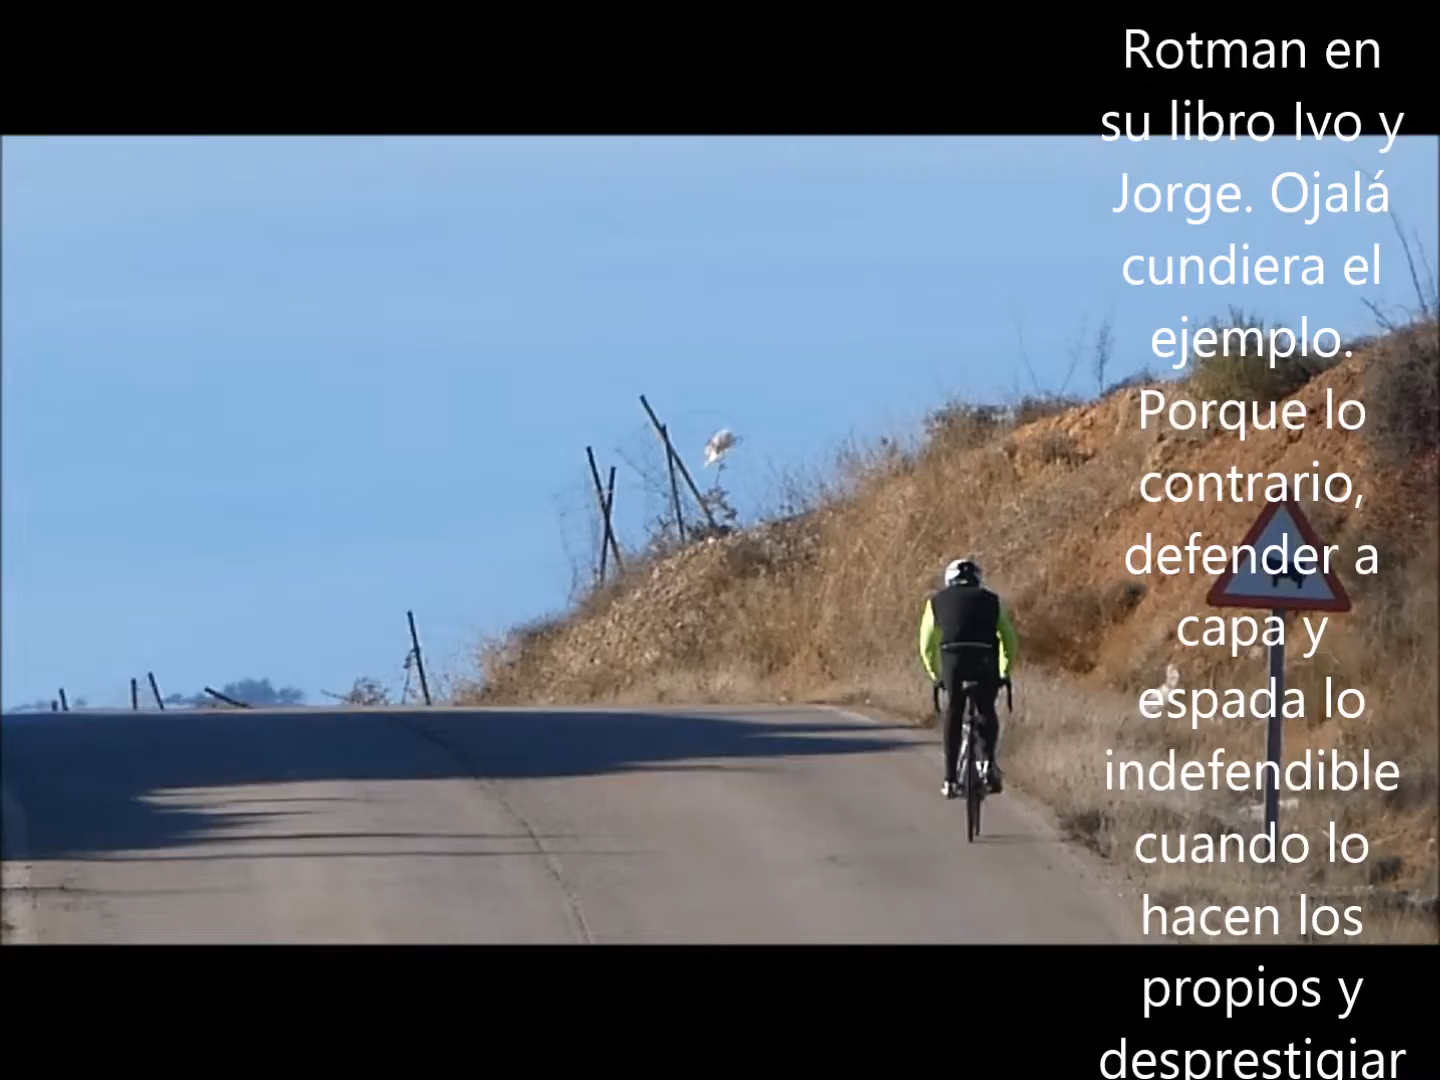 Rotman en
su libro Ivo y
Jorge. Ojalá
cundiera el
ejemplo.
Porque lo
contrario,
defender a
capa y
espada lo
indefendible
cuando lo
hacen los
propios y
desprestigiar